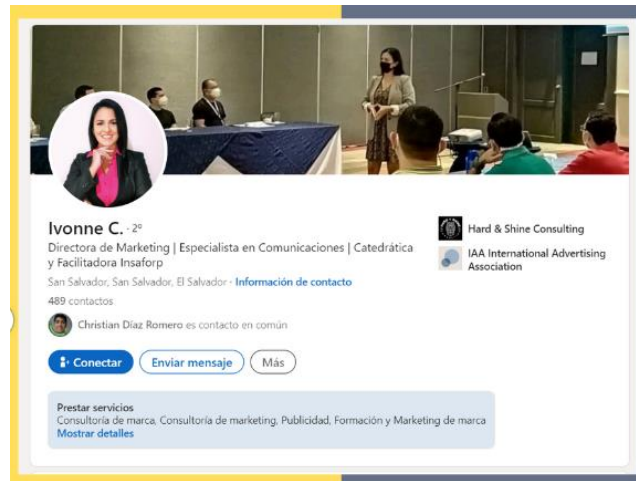 Ivonne C. · 2º
Directora de Marketing | Especialista en Comunicaciones | Catedrática
y Facilitadora Insaforp
San Salvador, San Salvador, El Salvador · Información de contacto
489 contactos
Christian Díaz Romero es contacto en común
Conectar
Enviar mensaje
Más
Hard & Shine Consulting
IAA International Advertising
Association
Prestar servicios
Consultoría de marca, Consultoría de marketing, Publicidad, Formación y Marketing de marca
Mostrar detalles